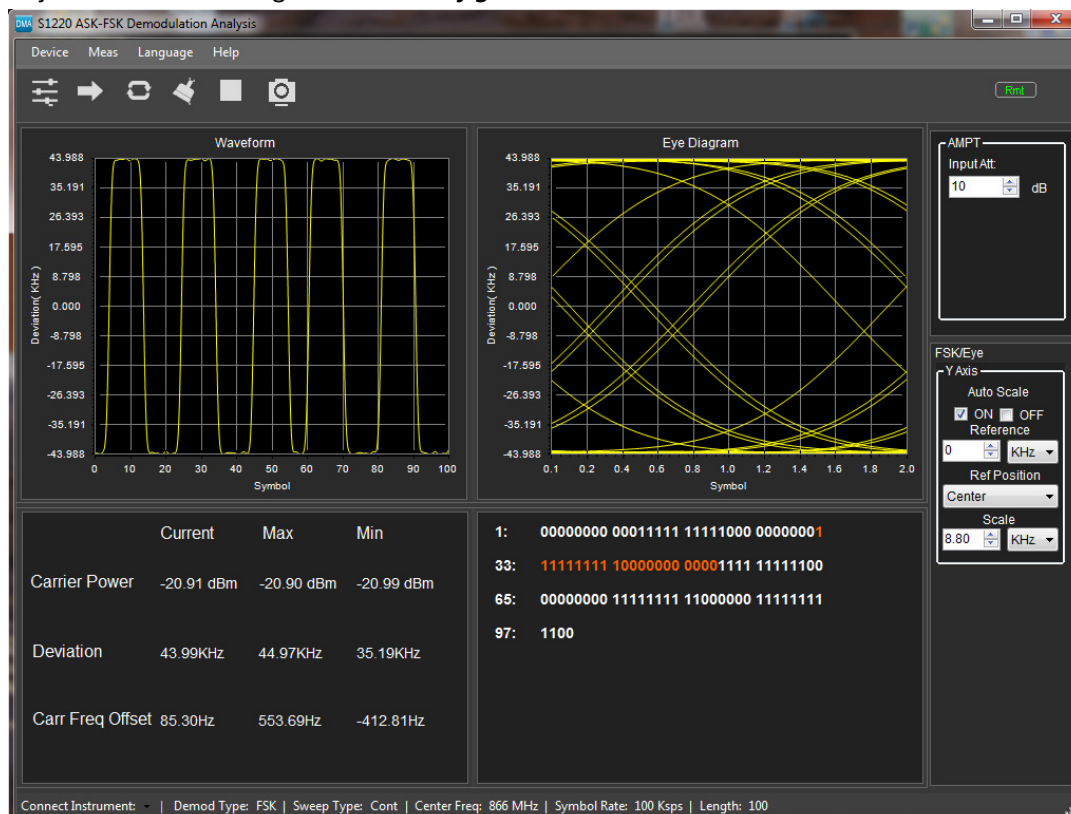 S1220 ASK-FSK Demodulation Analysis
Device Meas Language Help
Rmt
Waveform
43.988
35.191
26.393
17.595
8.798
0.000
-8.798
-17.595
-26.393
-35.191
-43.988
Deviation( KHz )
0 10 20 30 40 50 60 70 80 90 100
Symbol
Eye Diagram
43.988
35.191
26.393
17.595
8.798
0.000
-8.798
-17.595
-26.393
-35.191
-43.988
Deviation( KHz )
0.1 0.2 0.4 0.6 0.8 1.0 1.2 1.4 1.6 1.8 2.0
Symbol
AMPT
Input Att:
10 dB
FSK/Eye
Y Axis
Auto Scale
ON OFF
Reference
0 KHz
Ref Position
Center
Scale
8.80 KHz
Current Max Min
Carrier Power -20.91 dBm -20.90 dBm -20.99 dBm
Deviation 43.99KHz 44.97KHz 35.19KHz
Carr Freq Offset 85.30Hz 553.69Hz -412.81Hz
1: 00000000 00011111 11111000 00000001
33: 11111111 10000000 00001111 11111100
65: 00000000 11111111 11000000 11111111
97: 1100
Connect Instrument: | Demod Type: FSK | Sweep Type: Cont | Center Freq: 866 MHz | Symbol Rate: 100 Ksps | Length: 100